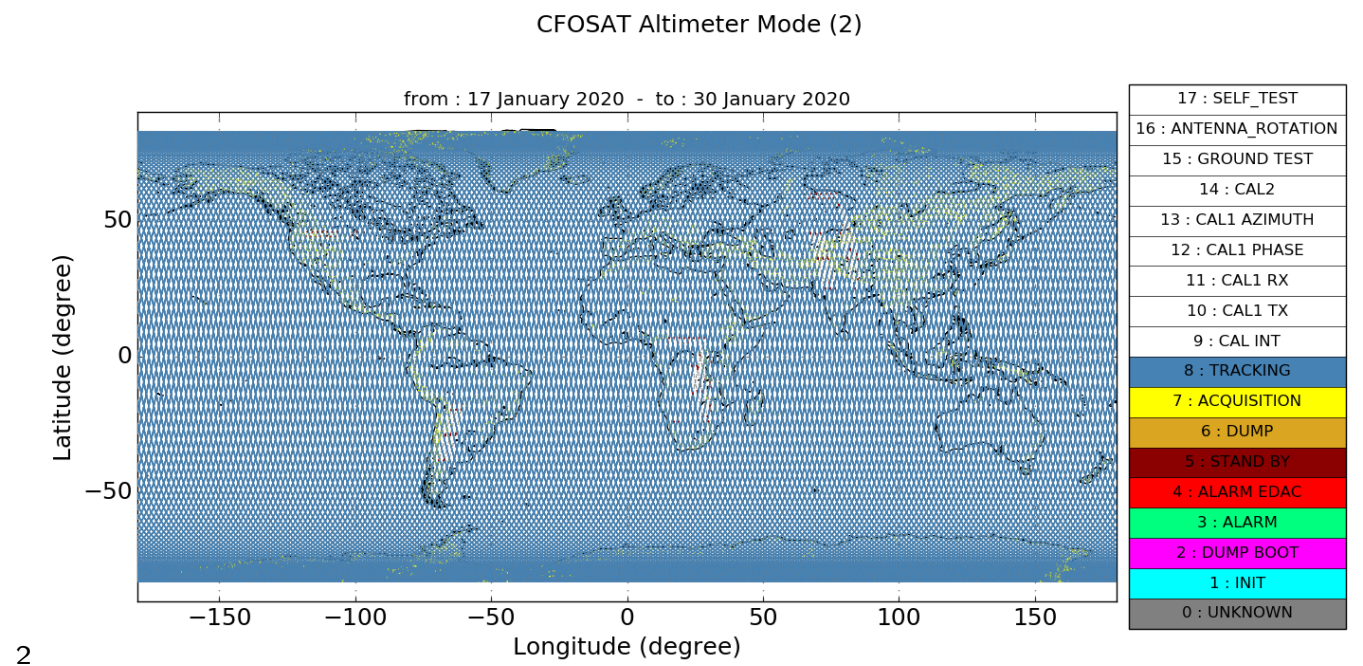 CFOSAT Altimeter Mode (2)
from : 17 January 2020  -  to : 30 January 2020
17 : SELF_TEST
16 : ANTENNA_ROTATION
15 : GROUND TEST
14 : CAL2
13 : CAL1 AZIMUTH
12 : CAL1 PHASE
11 : CAL1 RX
10 : CAL1 TX
9 : CAL INT
8 : TRACKING
7 : ACQUISITION
6 : DUMP
5 : STAND BY
4 : ALARM EDAC
3 : ALARM
2 : DUMP BOOT
1 : INIT
0 : UNKNOWN
Latitude (degree)
50
0
−50
−150 −100 −50 0 50 100 150
Longitude (degree)
2